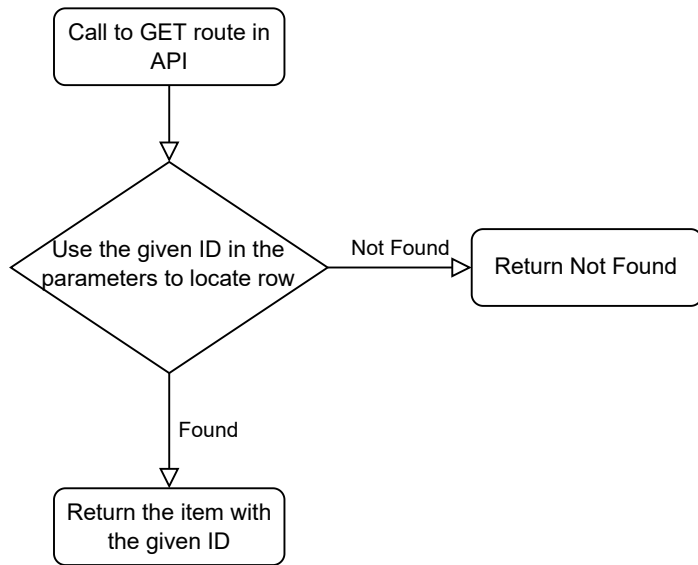 Call to GET route in
API
Use the given ID in the
parameters to locate row
Not Found
Return Not Found
Found
Return the item with
the given ID